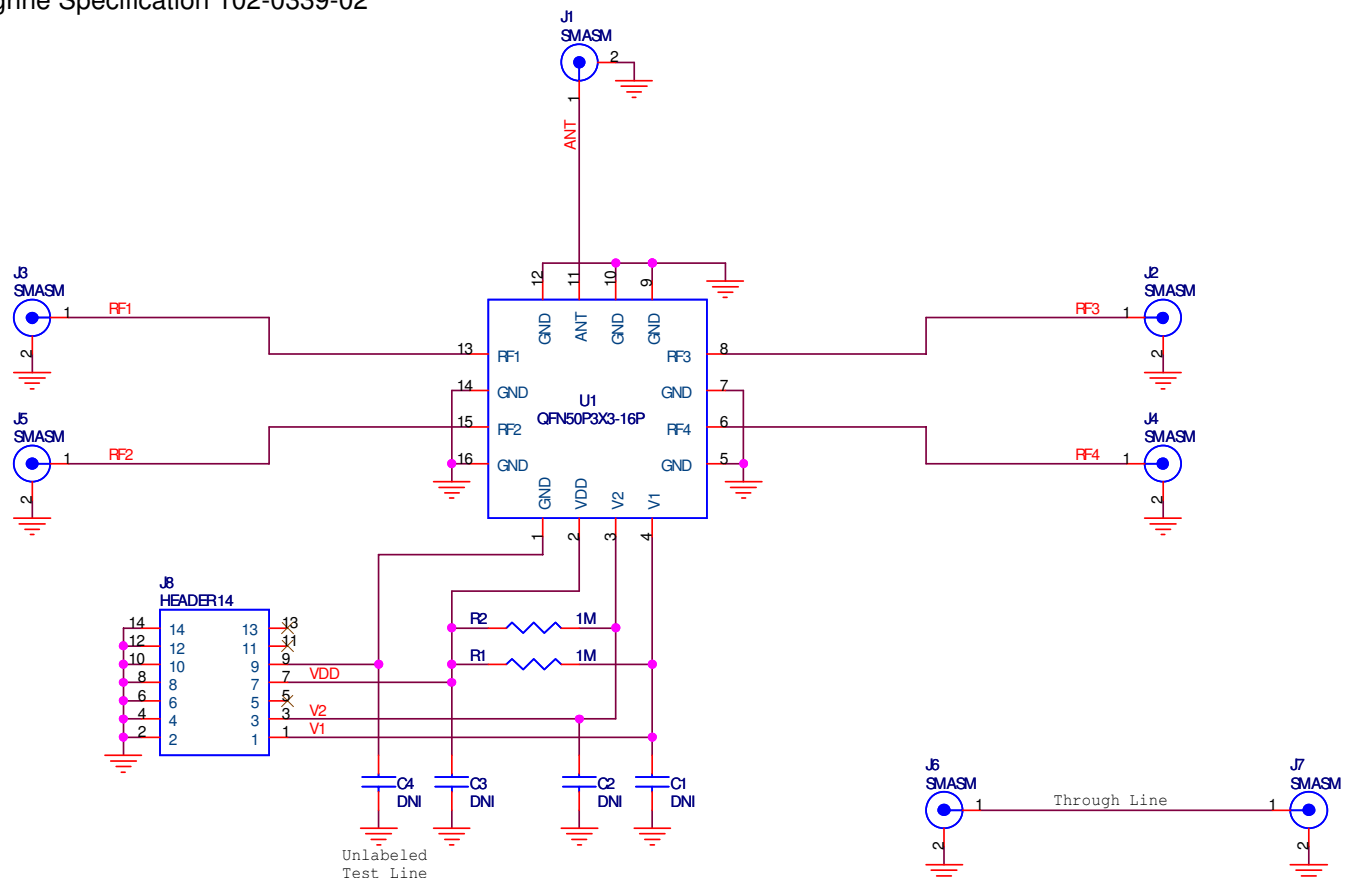 Specification 102-0339-02
J1
SMASM
2
1
ANT
J3
SMASM
1
RF1
2
J2
SMASM
RF3
1
2
12
11
10
9
GND
ANT
GND
GND
13
RF1
RF3
8
14
GND
GND
7
U1
QFN50P3X3-16P
15
RF2
RF4
6
16
GND
GND
5
GND
VDD
V2
V1
1
2
3
4
J5
SMASM
1
RF2
2
J4
SMASM
RF4
1
2
J8
HEADER14
14 14 13 13
12 12 11 11
10 10 9 9
8 8 7 7 VDD
6 6 5 5
4 4 3 3 V2
2 2 1 1 V1
R2 1M
R1 1M
C4
DNI
C3
DNI
C2
DNI
C1
DNI
Unlabeled
Test Line
J6
SMASM
1
2
Through Line
J7
SMASM
1
2